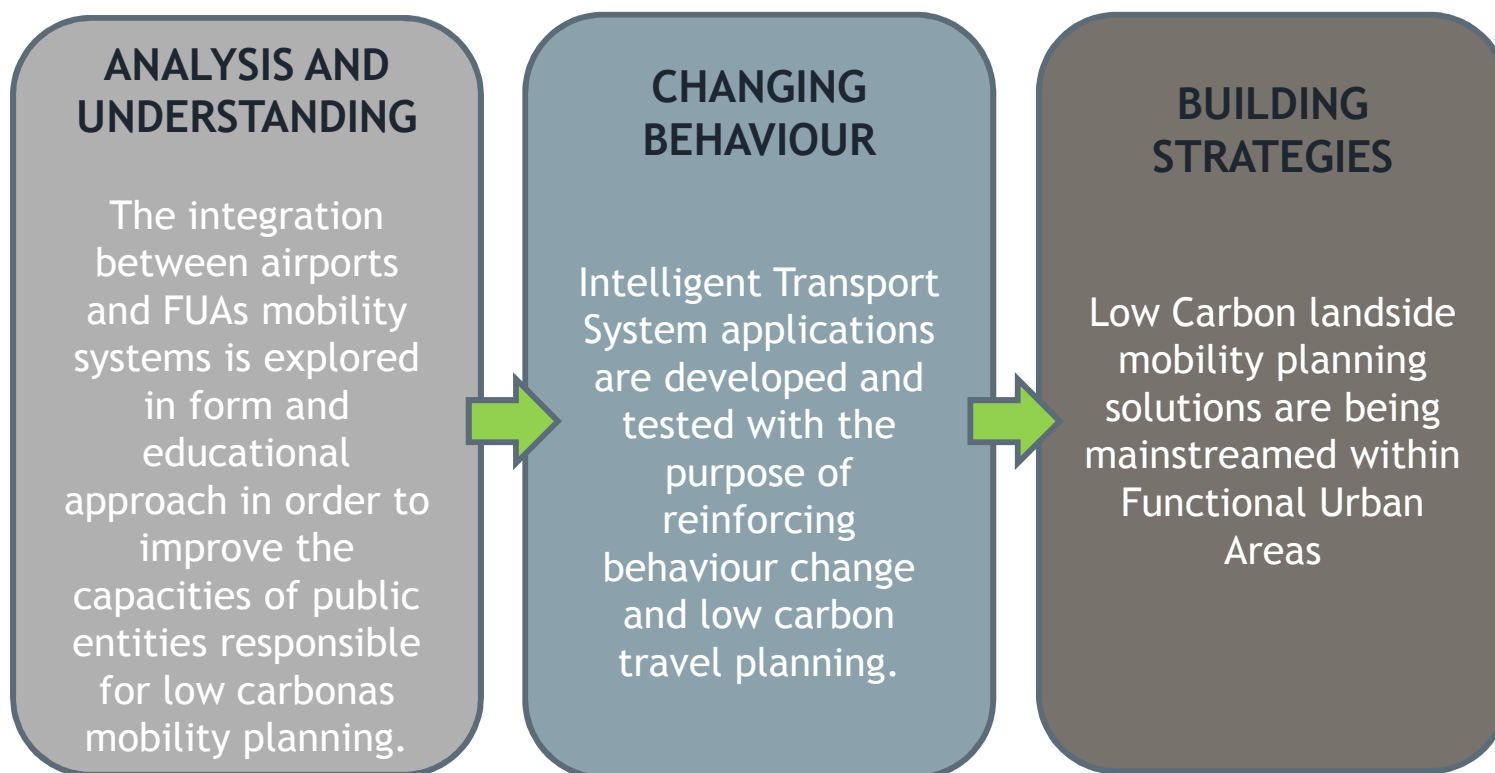 ANALYSIS AND
UNDERSTANDING
The integration
between airports
and FUAs mobility
systems is explored
in form and
educational
approach in order to
improve the
capacities of public
entities responsible
for low carbonas
mobility planning.
CHANGING
BEHAVIOUR
Intelligent Transport
System applications
are developed and
tested with the
purpose of
reinforcing
behaviour change
and low carbon
travel planning.
BUILDING
STRATEGIES
Low Carbon landside
mobility planning
solutions are being
mainstreamed within
Functional Urban
Areas